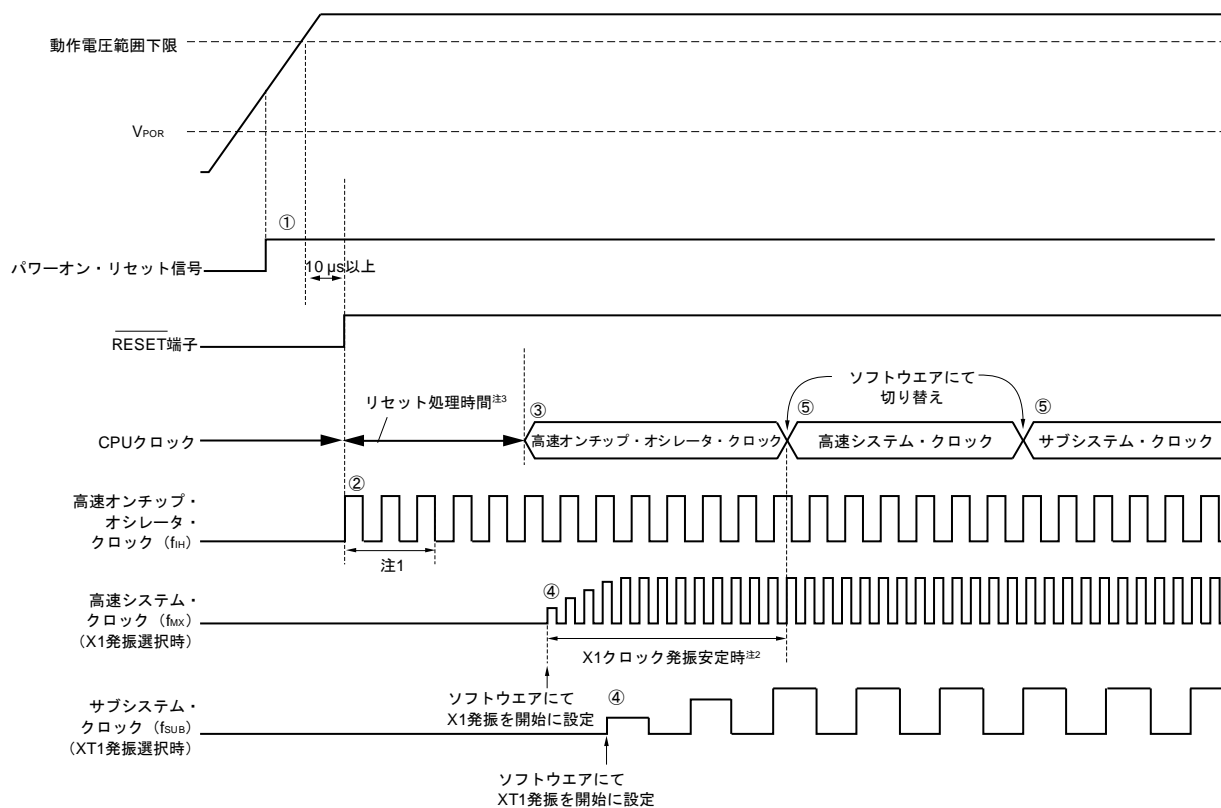 動作電圧範囲下限
VPOR
①
パワーオン・リセット信号
10 μs以上
RESET端子
ソフトウエアにて
切り替え
リセット処理時間注3
③
⑤
⑤
CPUクロック
高速オンチップ・オシレータ・クロック
高速システム・クロック
サブシステム・クロック
②
高速オンチップ・
オシレータ・
クロック（fIH）
注1
高速システム・
クロック（fMX）
（X1発振選択時）
④
X1クロック発振安定時注2
ソフトウエアにて
X1発振を開始に設定
④
サブシステム・
クロック（fSUB）
（XT1発振選択時）
ソフトウエアにて
XT1発振を開始に設定